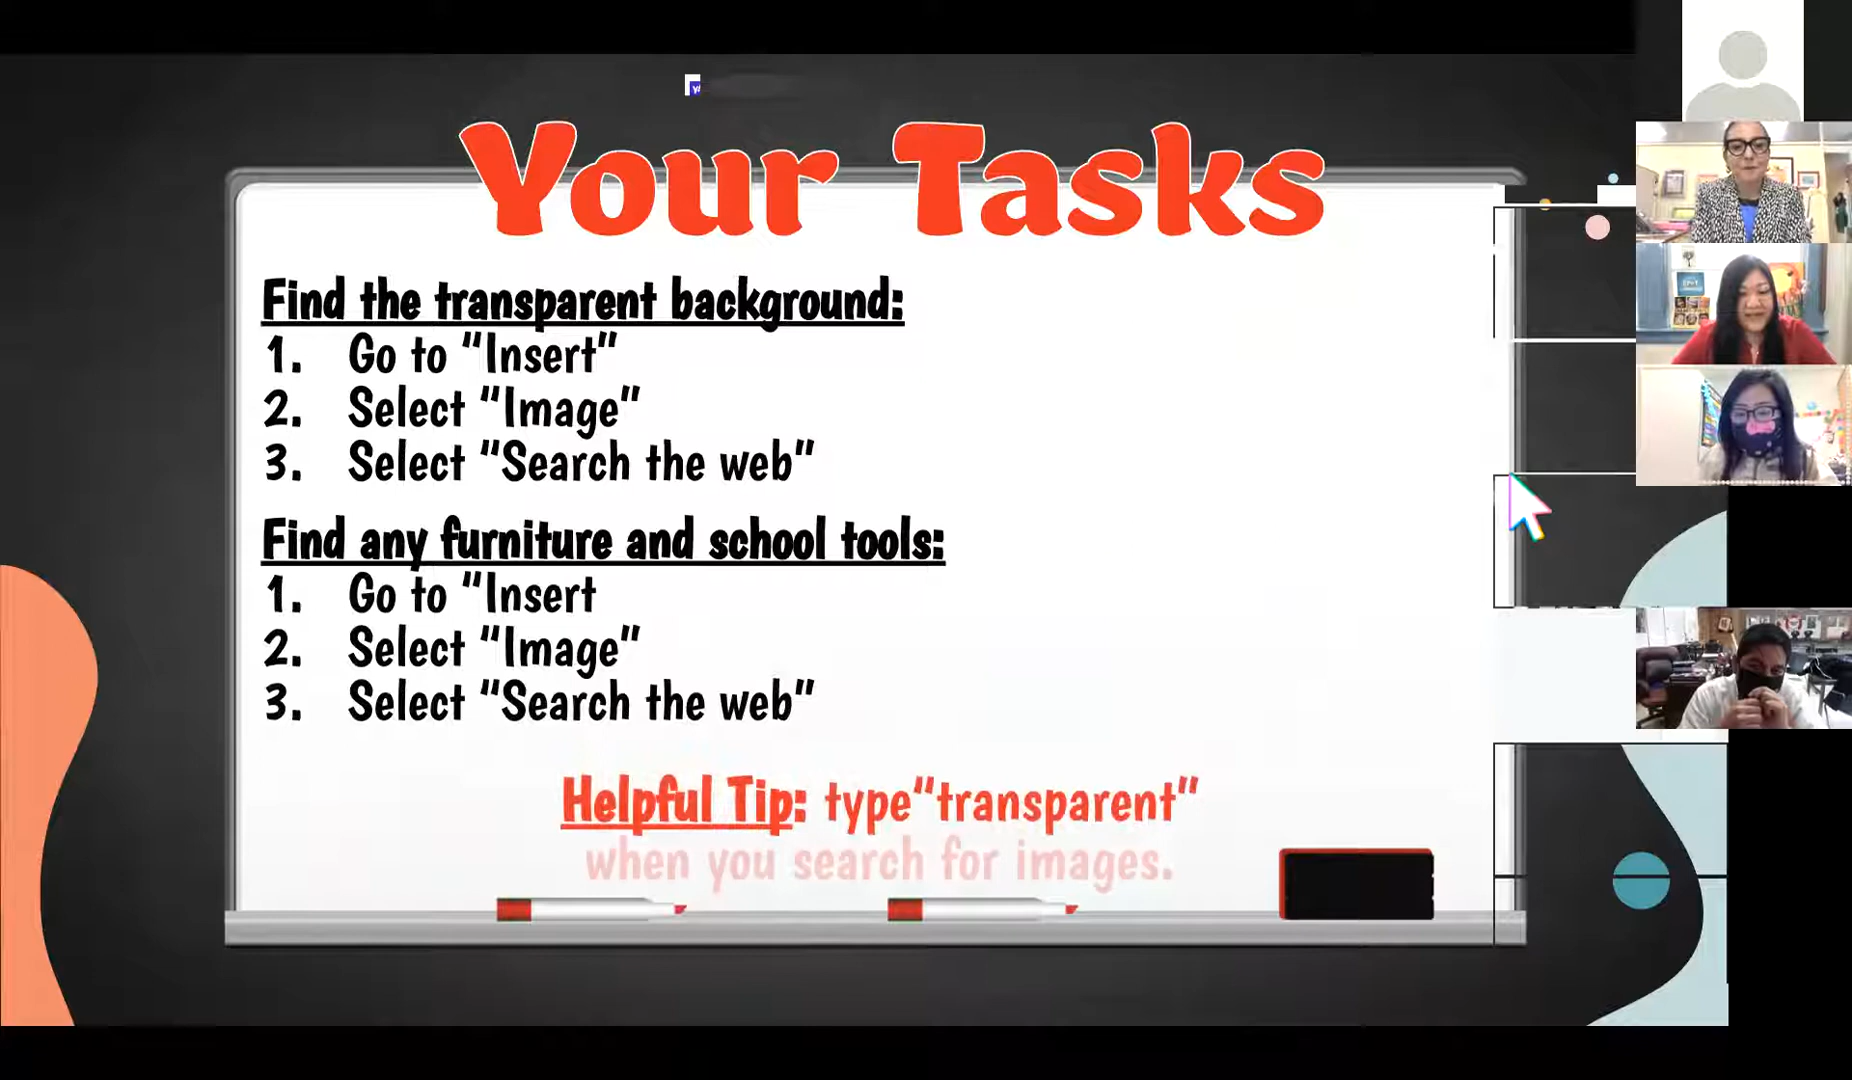 Your Tasks
Find the transparent background:
1. Go to “Insert”
2. Select “Image”
3. Select “Search the web”
Find any furniture and school tools:
1. Go to “Insert
2. Select “Image”
3. Select “Search the web”
Helpful Tip: type“transparent”
when you search for images.